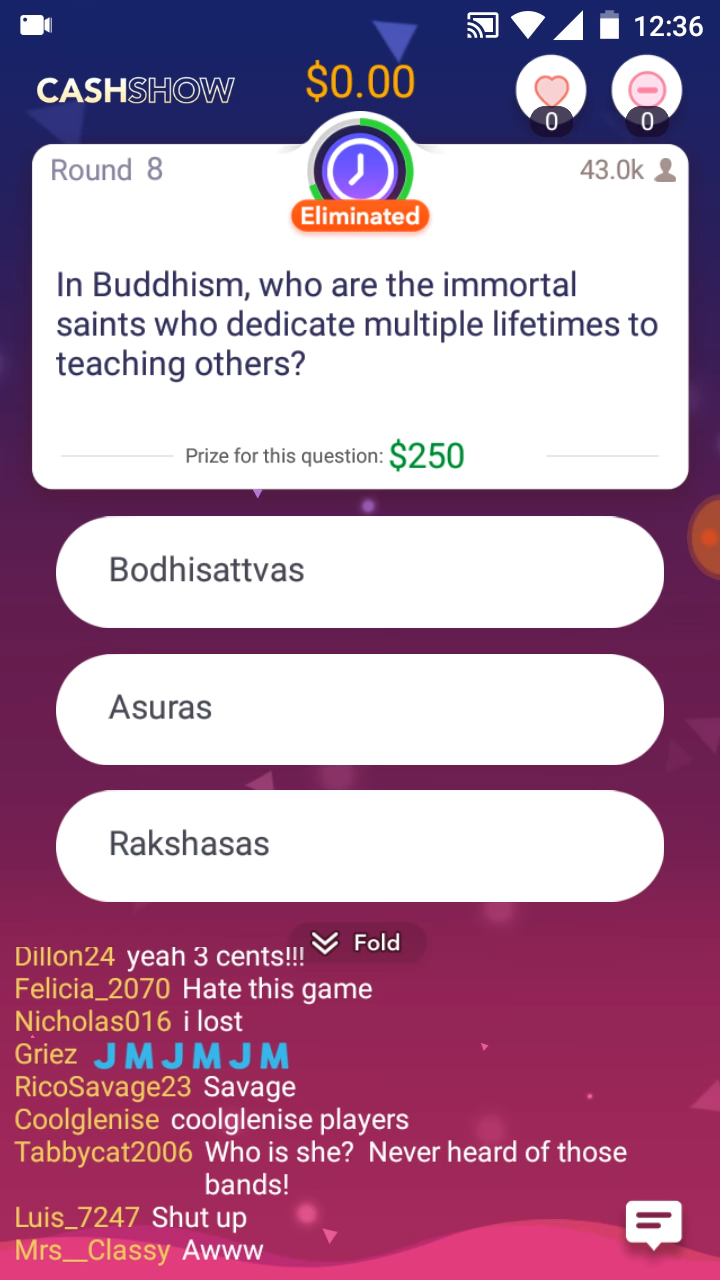 12:36
CASHSHOW
$0.00
0
0
Round 8
43.0k
Eliminated
In Buddhism, who are the immortal
saints who dedicate multiple lifetimes to
teaching others?
Prize for this question: $250
Bodhisattvas
Asuras
Rakshasas
Fold
Dillon24 yeah 3 cents!!!
Felicia_2070 Hate this game
Nicholas016 i lost
Griez JMJMJM
RicoSavage23 Savage
Coolglenise coolglenise players
Tabbycat2006 Who is she? Never heard of those
bands!
Luis_7247 Shut up
Mrs__Classy Awww